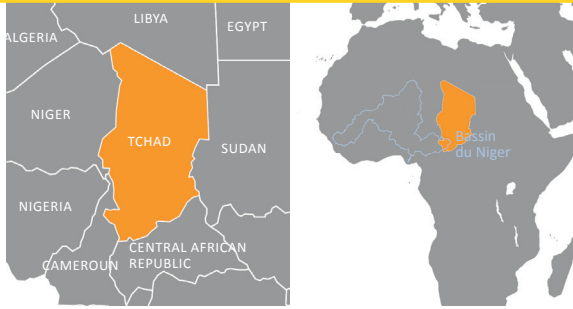 LIBYA
EGYPT
ALGERIA
NIGER
TCHAD
SUDAN
NIGERIA
CENTRAL AFRICAN
REPUBLIC
CAMEROUN
Bassin
du Niger